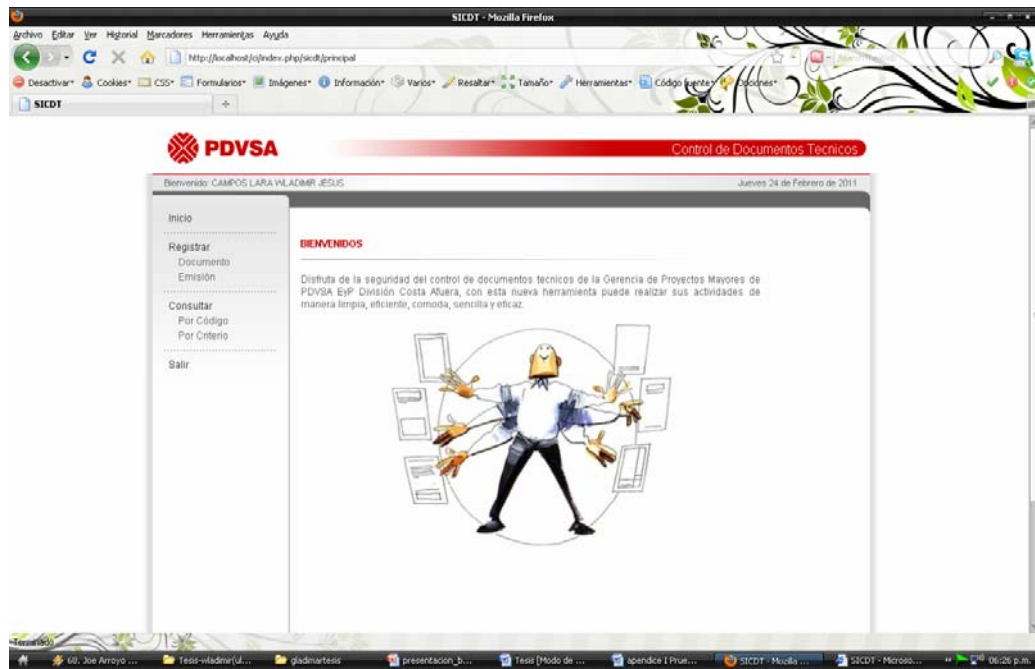 SICDT - Mozilla Firefox
Archivo Editar Ver Historial Marcadores Herramientas Ayuda
http://localhost/ci/index.php/sicdt/principal
Desactivar Cookies CSS Formularios Imágenes Información Varios Resaltar Tamaño Herramientas Código fuente Opciones
SICDT
PDVSA
Control de Documentos Tecnicos
Bienvenido: CAMPOS LARA WLADIMIR JESUS Jueves 24 de Febrero de 2011
Inicio
Registrar
Documento
Emisión
Consultar
Por Código
Por Criterio
Salir
BIENVENIDOS
Disfruta de la seguridad del control de documentos tecnicos de la Gerencia de Proyectos Mayores de
PDVSA EyP División Costa Afuera, con esta nueva herramienta puede realizar sus actividades de
manera limpia, eficiente, comoda, sencilla y eficaz.
Terminado
60. Joe Arroyo ... Tesis-wladimir(ul... gladimartesis presentacion_b... Tesis [Modo de ... apendice I Prue... SICDT - Mozilla ... SICDT - Microso... 06:26 p.m.